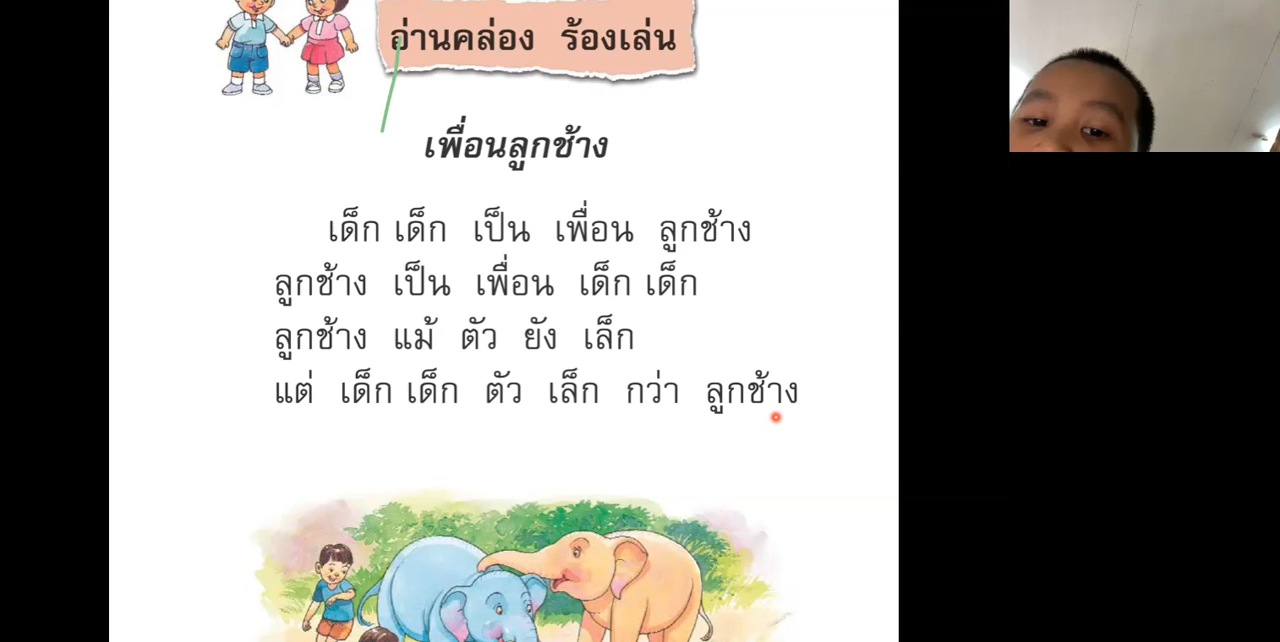 อ่านคล่อง ร้องเล่น
เพื่อนลูกช้าง
เด็ก เด็ก เป็น เพื่อน ลูกช้าง
ลูกช้าง เป็น เพื่อน เด็ก เด็ก
ลูกช้าง แม้ ตัว ยัง เล็ก
แต่ เด็ก เด็ก ตัว เล็ก กว่า ลูกช้าง